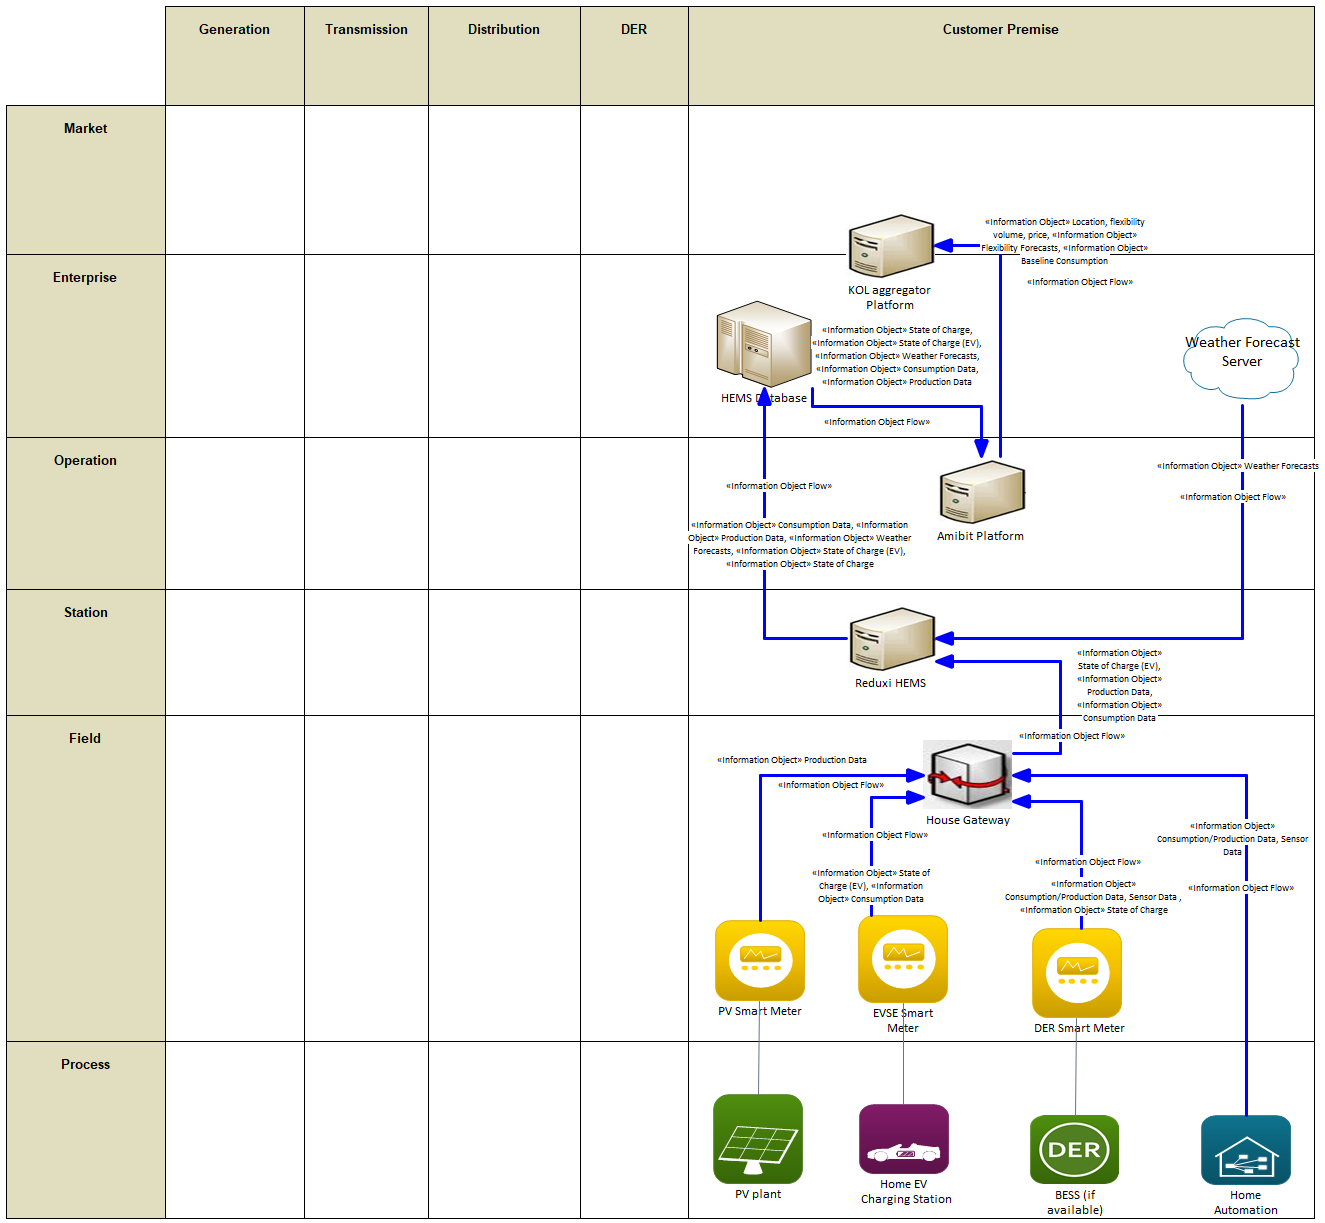 Generation
Transmission
Distribution
DER
Customer Premise
Market
«Information Object» Location, flexibility
volume, price, «Information Object»
Flexibility Forecasts, «Information Object»
Baseline Consumption
«Information Object Flow»
Enterprise
KOL aggregator
Platform
«Information Object» State of Charge,
«Information Object» State of Charge (EV),
«Information Object» Weather Forecasts,
«Information Object» Consumption Data,
«Information Object» Production Data
HEMS Database
«Information Object Flow»
Weather Forecast
Server
Operation
«Information Object» Weather Forecasts
«Information Object Flow»
«Information Object Flow»
«Information Object» Consumption Data, «Information
Object» Production Data, «Information Object» Weather
Forecasts, «Information Object» State of Charge (EV),
«Information Object» State of Charge
Amibit Platform
Station
Reduxi HEMS
«Information Object»
State of Charge (EV),
«Information Object»
Production Data,
«Information Object»
Consumption Data
«Information Object Flow»
Field
«Information Object» Production Data
«Information Object Flow»
House Gateway
«Information Object Flow»
«Information Object» State of
Charge (EV), «Information
Object» Consumption Data
«Information Object Flow»
«Information Object»
Consumption/Production Data, Sensor Data ,
«Information Object» State of Charge
«Information Object»
Consumption/Production Data, Sensor
Data
«Information Object Flow»
PV Smart Meter
EVSE Smart
Meter
DER Smart Meter
Process
PV plant
Home EV
Charging Station
DER
BESS (if
available)
Home
Automation